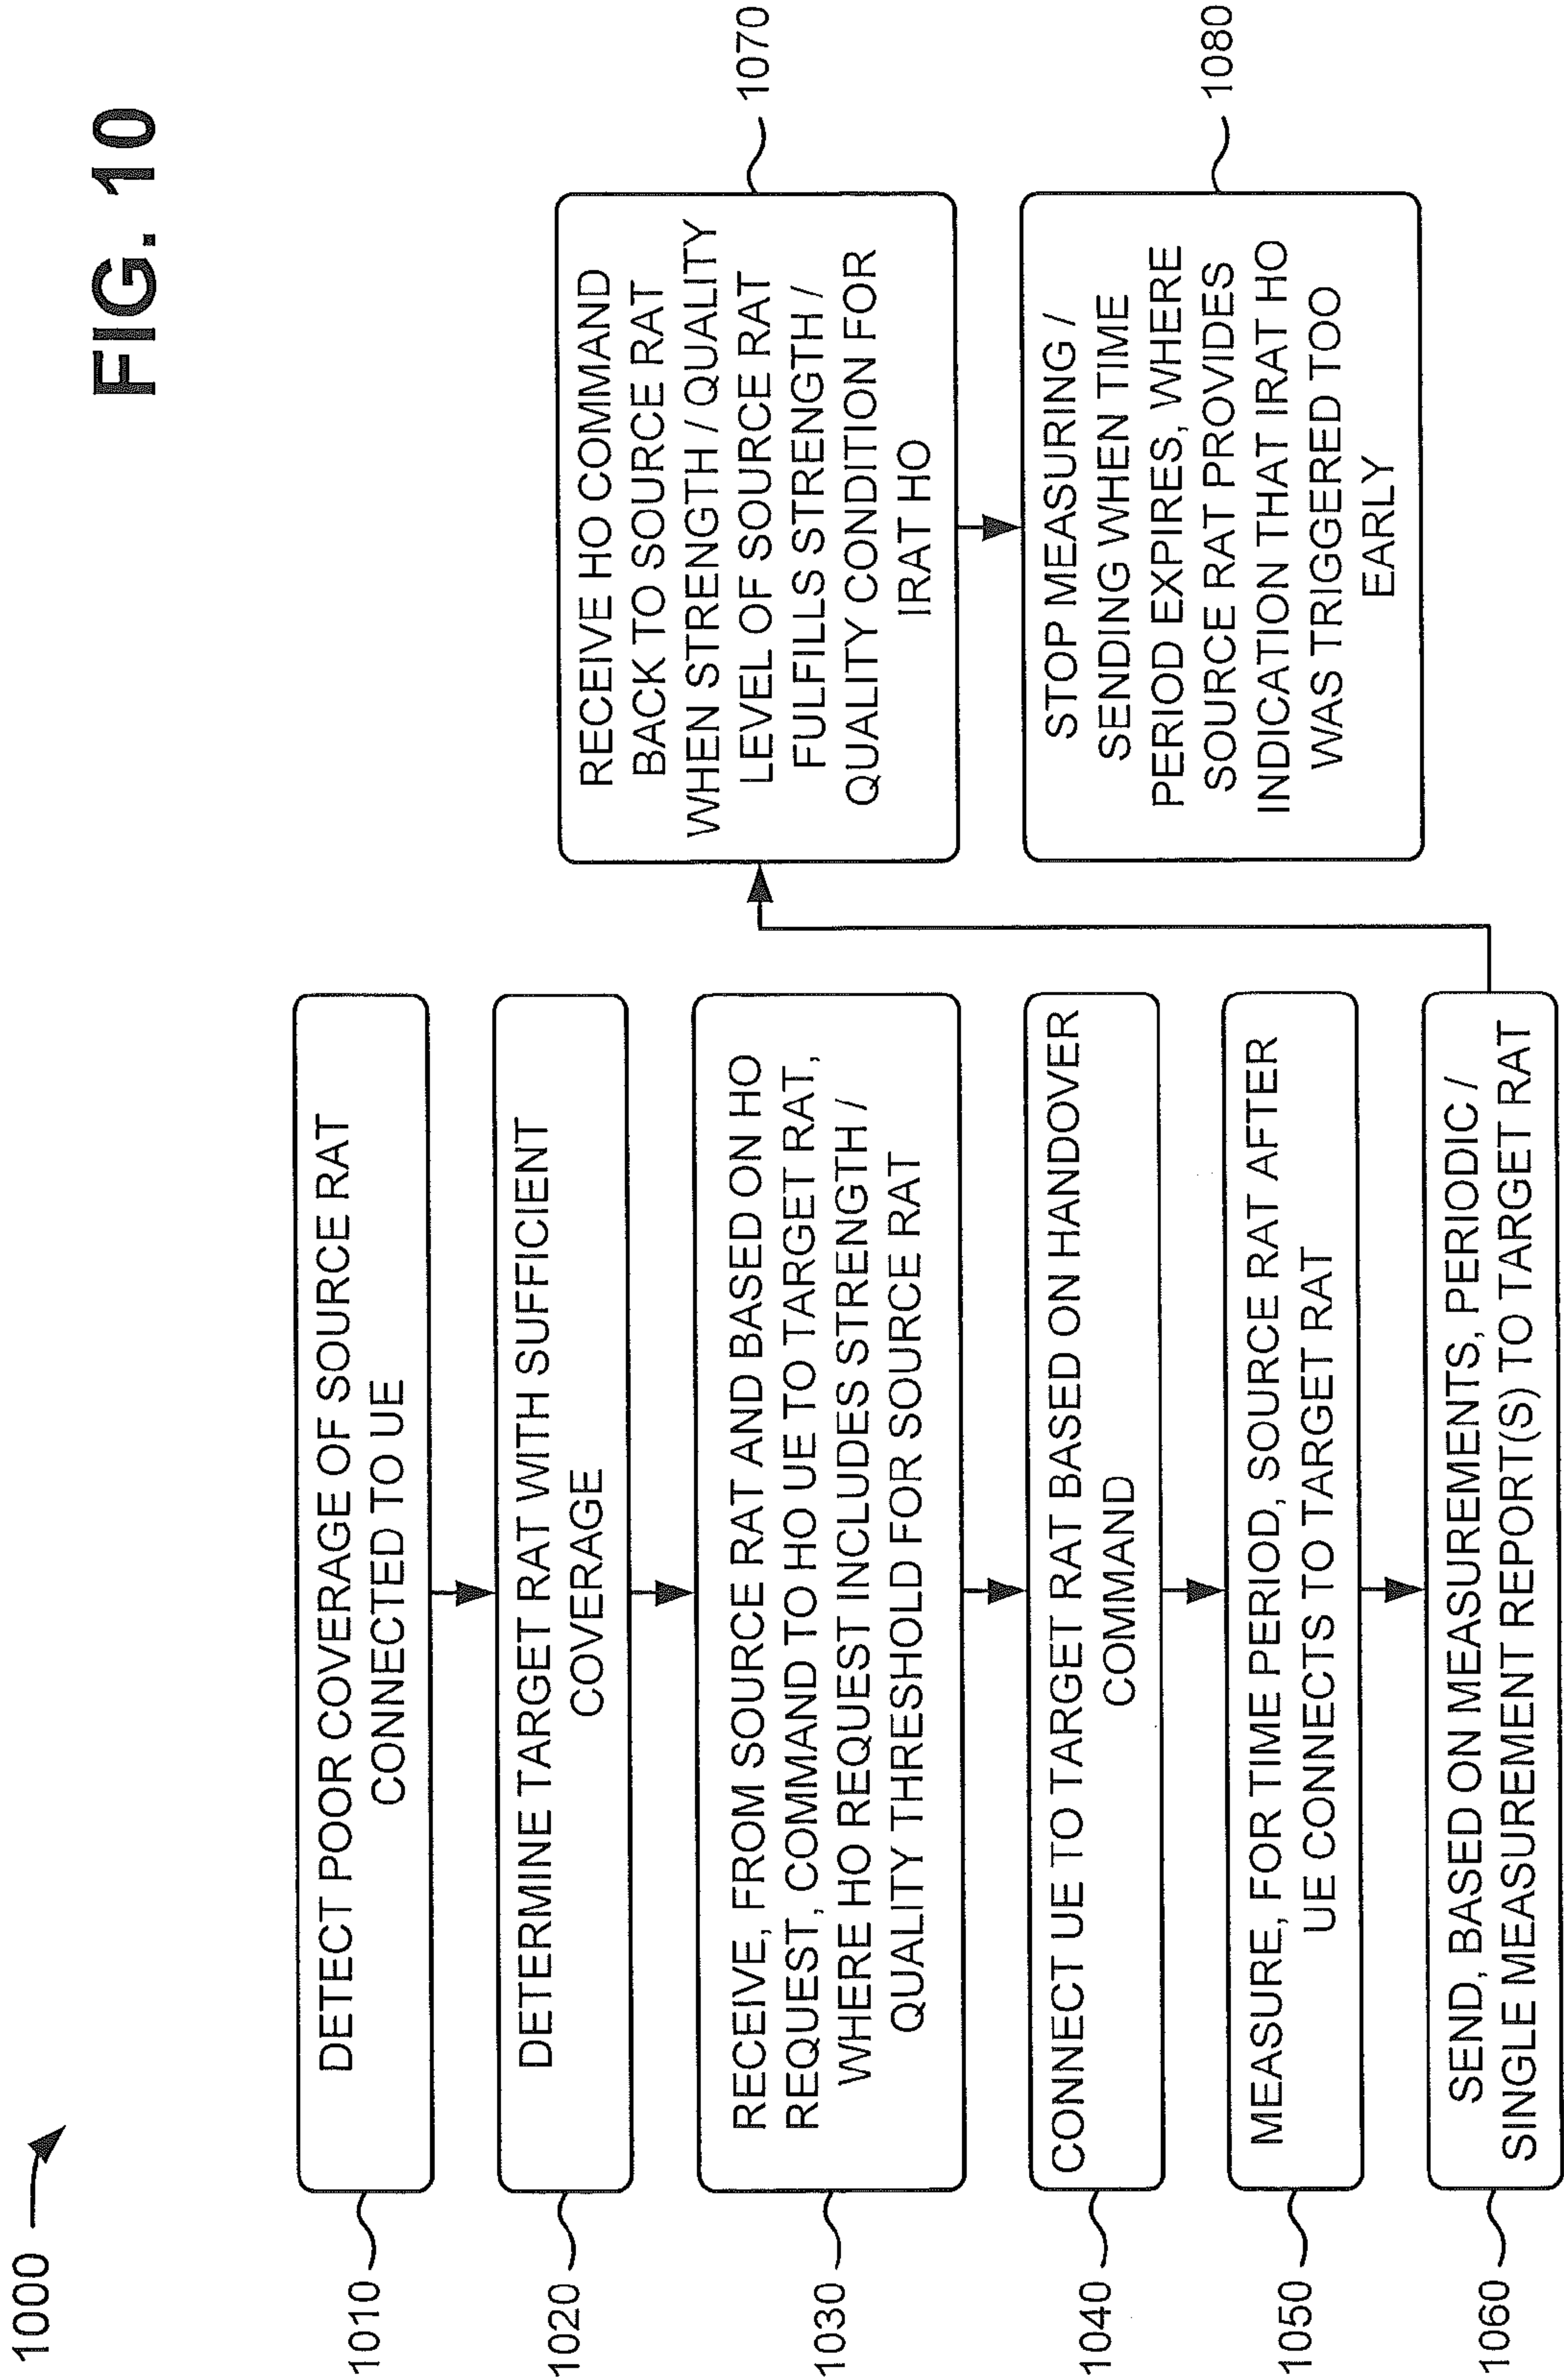 1000
FIG. 10
1010
DETECT POOR COVERAGE OF SOURCE RAT
CONNECTED TO UE
1020
DETERMINE TARGET RAT WITH SUFFICIENT
COVERAGE
1030
RECEIVE, FROM SOURCE RAT AND BASED ON HO
REQUEST, COMMAND TO HO UE TO TARGET RAT,
WHERE HO REQUEST INCLUDES STRENGTH /
QUALITY THRESHOLD FOR SOURCE RAT
1040
CONNECT UE TO TARGET RAT BASED ON HANDOVER
COMMAND
1050
MEASURE, FOR TIME PERIOD, SOURCE RAT AFTER
UE CONNECTS TO TARGET RAT
1060
SEND, BASED ON MEASUREMENTS, PERIODIC /
SINGLE MEASUREMENT REPORT(S) TO TARGET RAT
1070
RECEIVE HO COMMAND
BACK TO SOURCE RAT
WHEN STRENGTH / QUALITY
LEVEL OF SOURCE RAT
FULFILLS STRENGTH /
QUALITY CONDITION FOR
IRAT HO
1080
STOP MEASURING /
SENDING WHEN TIME
PERIOD EXPIRES, WHERE
SOURCE RAT PROVIDES
INDICATION THAT IRAT HO
WAS TRIGGERED TOO
EARLY